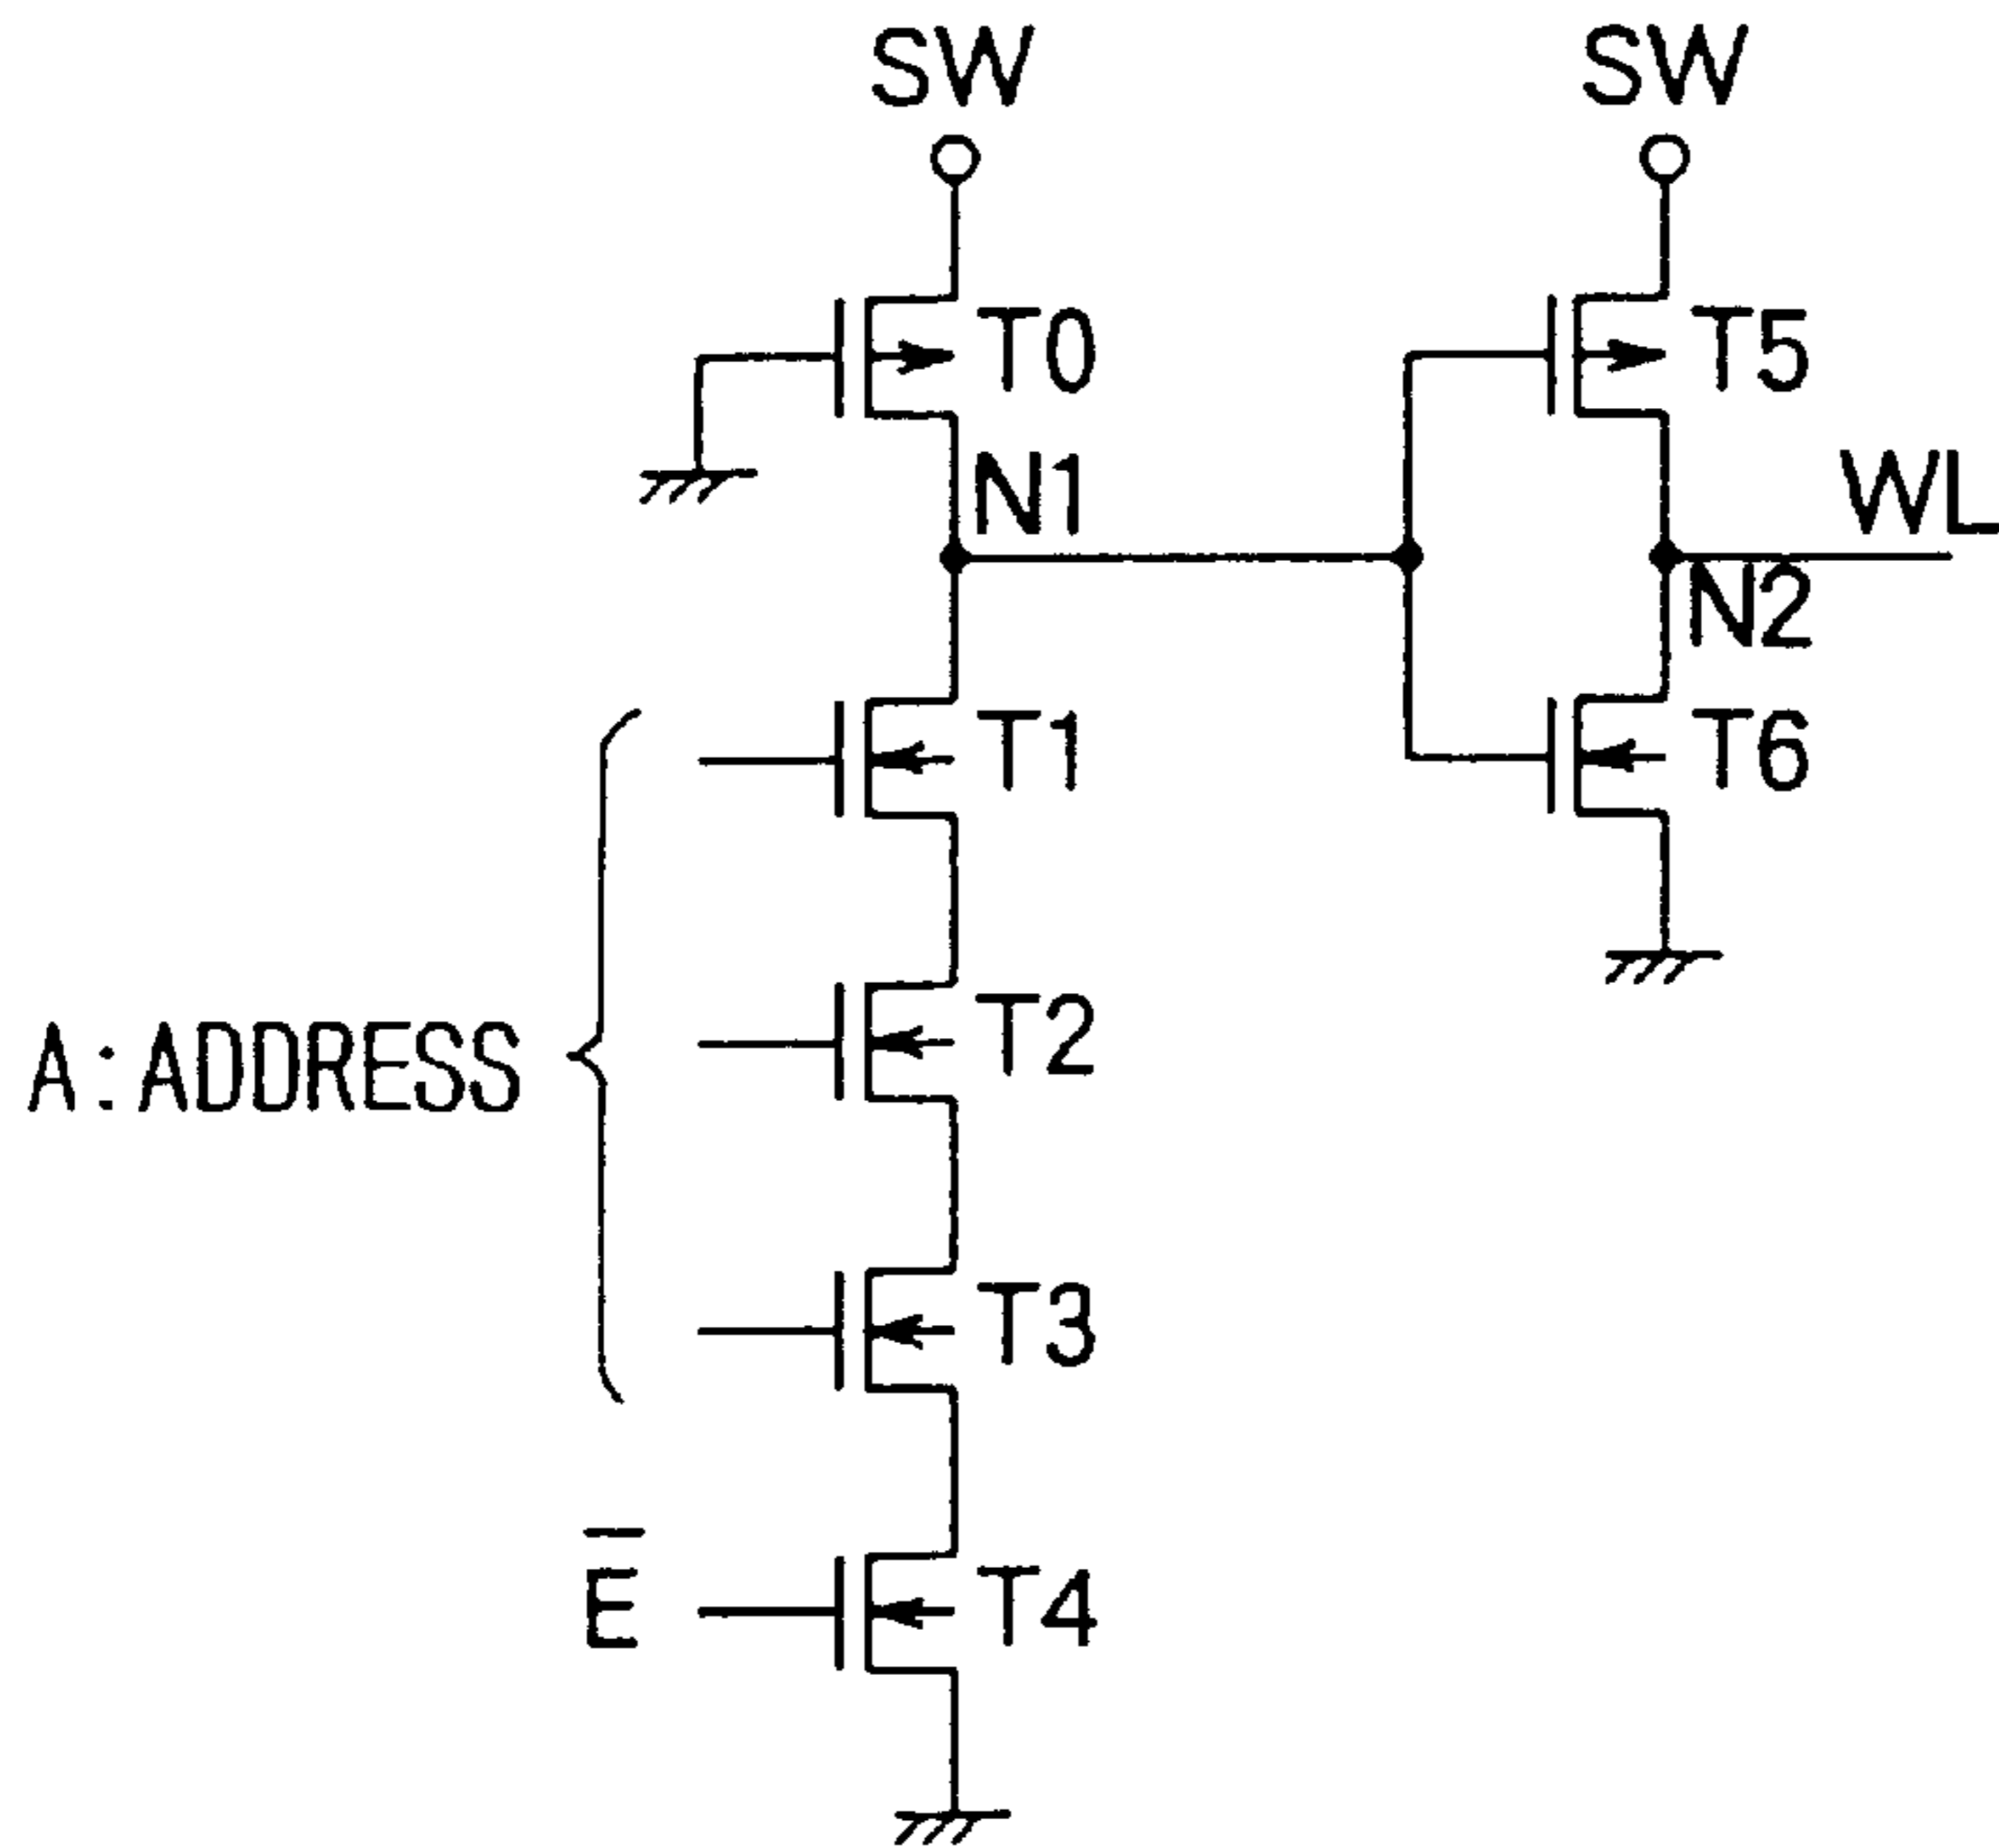 SW SW
T0 T5
N1
WL
N2
T1 T6
T2
A:ADDRESS
T3
E̅ T4